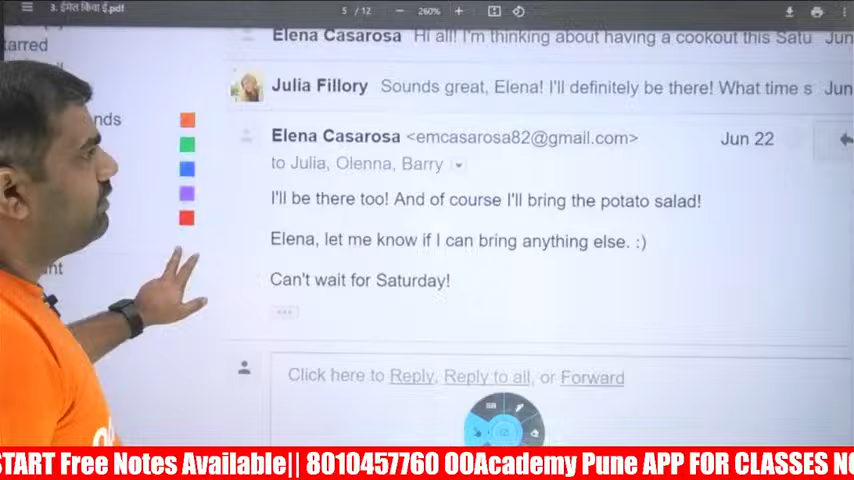 3. ईमेल किंवा ई.pdf
5 / 12
260%
arred
Elena Casarosa Hi all! I'm thinking about having a cookout this Satu Jun
Julia Fillory Sounds great, Elena! I'll definitely be there! What time s Jun
nds
Elena Casarosa <emcasarosa82@gmail.com> Jun 22
to Julia, Olenna, Barry
I'll be there too! And of course I'll bring the potato salad!
Elena, let me know if I can bring anything else. :)
nt
Can't wait for Saturday!
Click here to Reply, Reply to all, or Forward
START Free Notes Available|| 8010457760 OOAcademy Pune APP FOR CLASSES NO